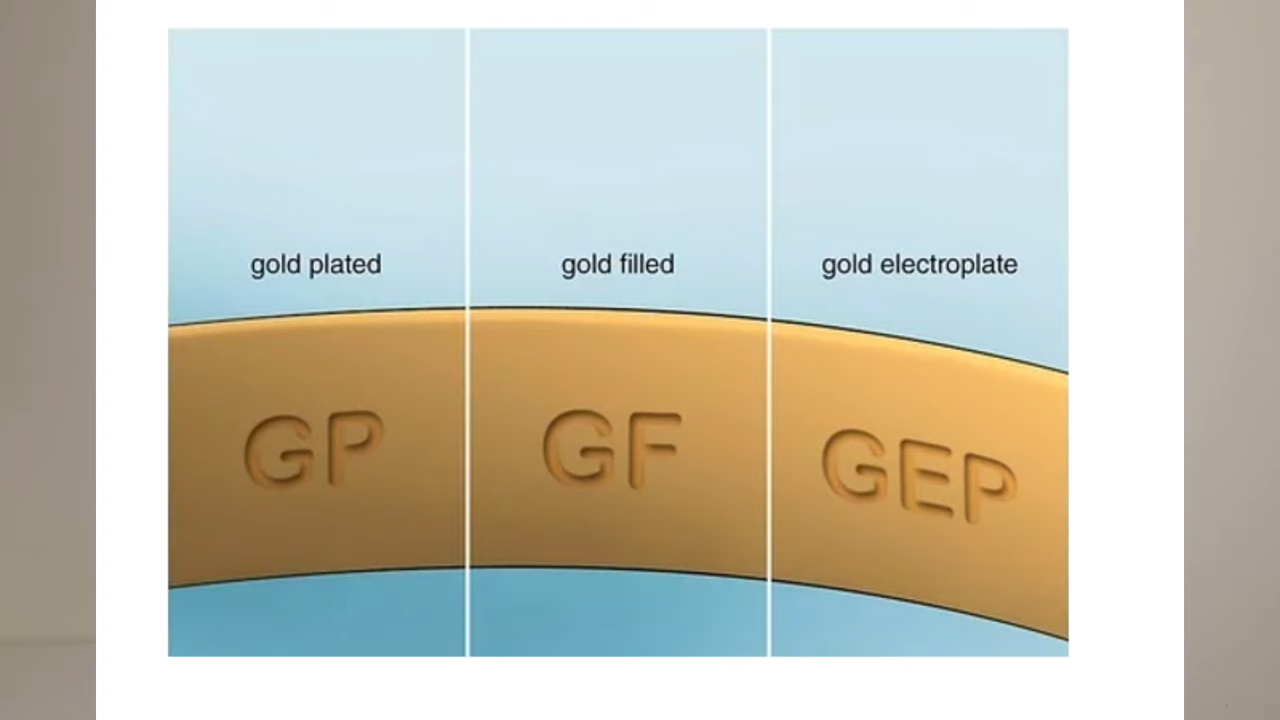 gold plated
gold filled
gold electroplate
GP
GF
GEP